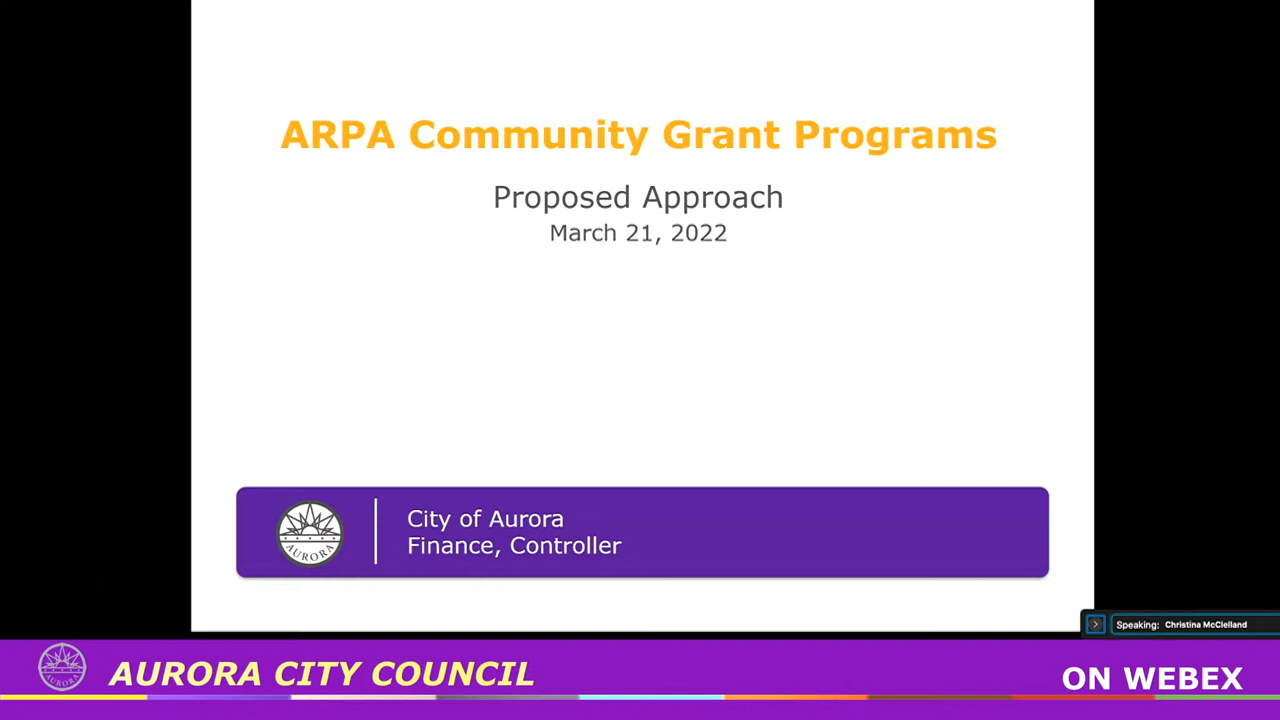 ARPA Community Grant Programs
Proposed Approach
March 21, 2022
City of Aurora
Finance, Controller
AURORA
Speaking: Christina McClelland
AURORA CITY COUNCIL
ON WEBEX